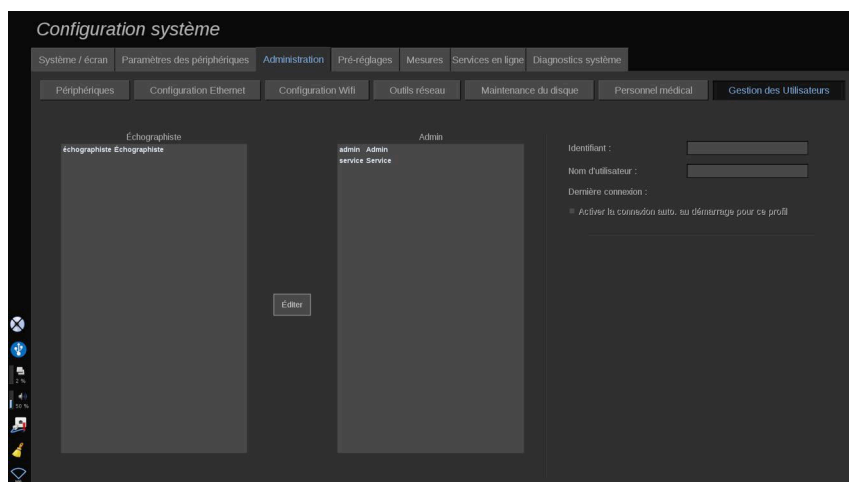 Configuration système
Système / écran Paramètres des périphériques Administration Pré-réglages Mesures Services en ligne Diagnostics système
Périphériques Configuration Ethernet Configuration Wifi Outils réseau Maintenance du disque Personnel médical Gestion des Utilisateurs
Échographiste Admin
échographiste Échographiste admin Admin
service Service
Identifiant :
Nom d'utilisateur :
Dernière connexion :
Activer la connexion auto. au démarrage pour ce profil
Éditer
2 %
50 %